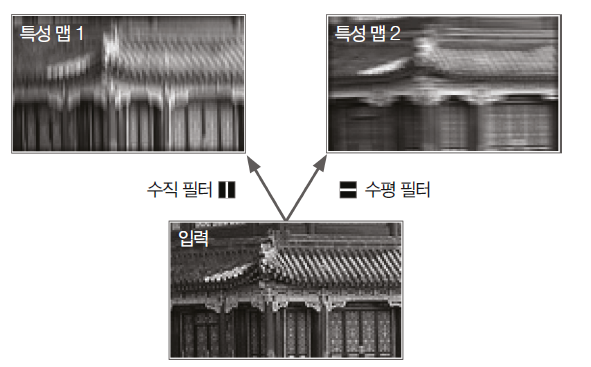 특성 맵 1
특성 맵 2
수직 필터
수평 필터
입력